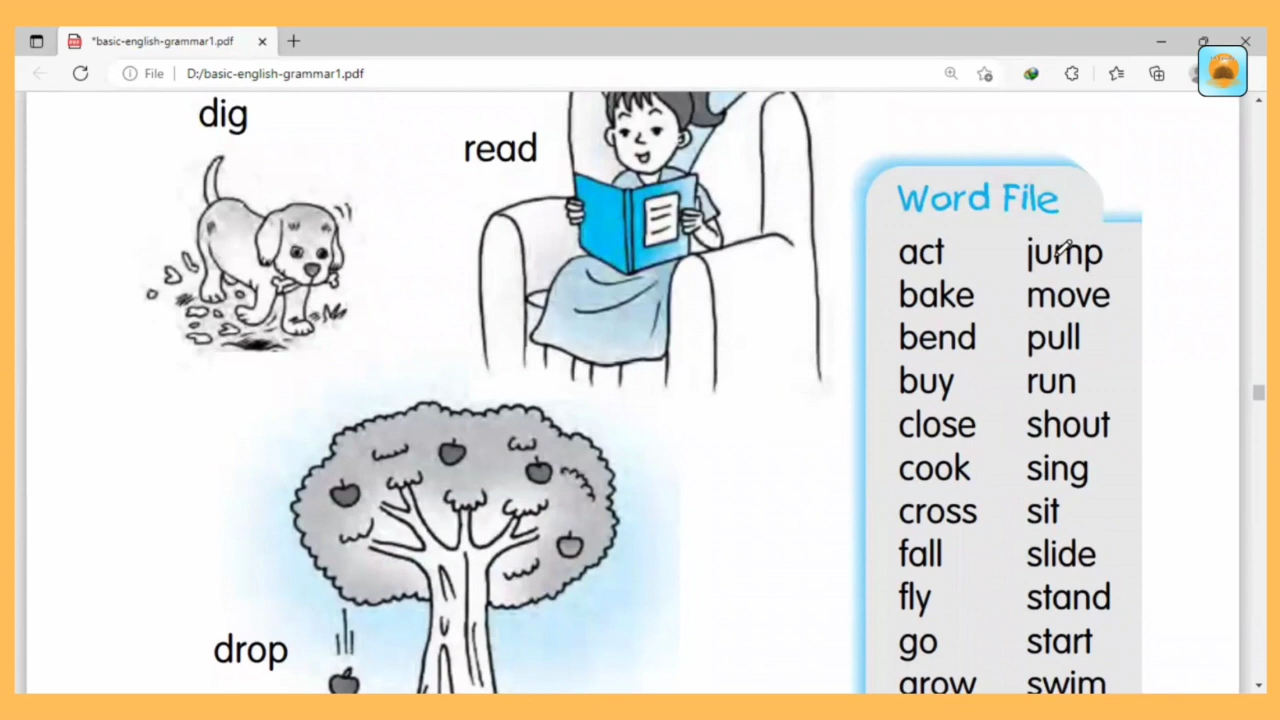 *basic-english-grammar1.pdf
File
D:/basic-english-grammar1.pdf
dig
read
drop
Word File
act jump
bake move
bend pull
buy run
close shout
cook sing
cross sit
fall slide
fly stand
go start
grow swim